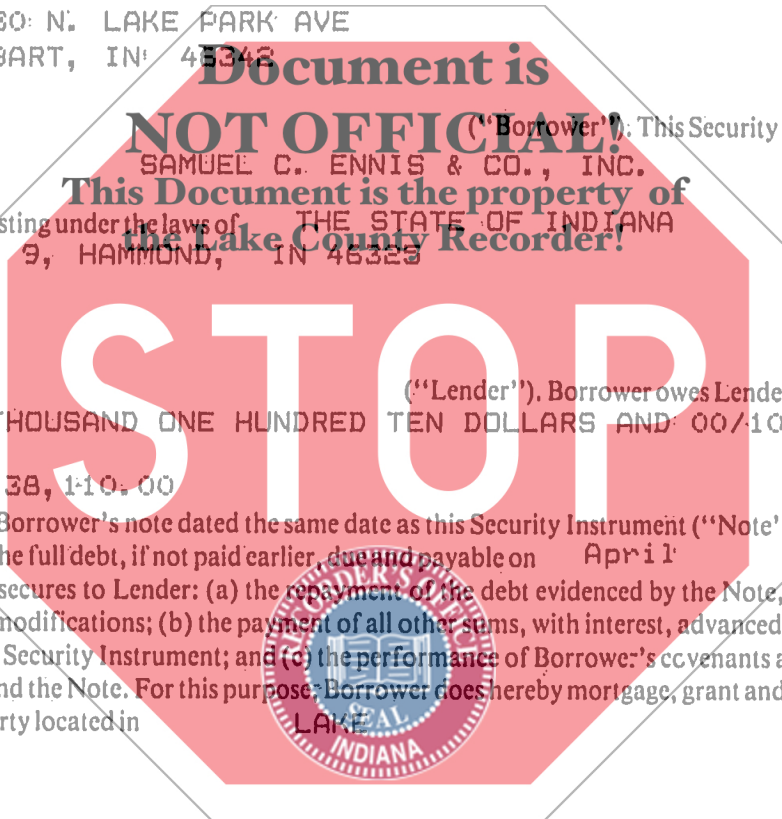 30 N. LAKE PARK AVE
BART, IN 46342
Document is
NOT OFFICIAL!
("Borrower"). This Security
SAMUEL C. ENNIS & CO., INC.
This Document is the property of
sting under the laws of THE STATE OF INDIANA
the Lake County Recorder!
9, HAMMOND, IN 46325
STOP
("Lender"). Borrower owes Lende
THOUSAND ONE HUNDRED TEN DOLLARS AND 00/10
38,110.00
Borrower's note dated the same date as this Security Instrument ("Note"
he full debt, if not paid earlier, due and payable on April
secures to Lender: (a) the repayment of the debt evidenced by the Note,
modifications; (b) the payment of all other sums, with interest, advanced
Security Instrument; and (c) the performance of Borrower's covenants a
nd the Note. For this purpose, Borrower does hereby mortgage, grant and
rty located in LAKE
SEAL
INDIANA